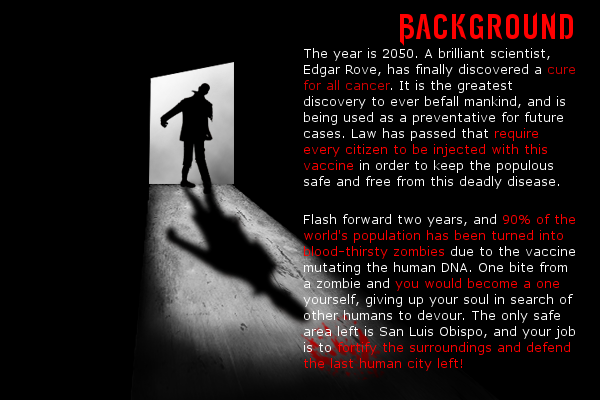 BACKGROUND
The year is 2050. A brilliant scientist,
Edgar Rove, has finally discovered a cure
for all cancer. It is the greatest
discovery to ever befall mankind, and is
being used as a preventative for future
cases. Law has passed that require
every citizen to be injected with this
vaccine in order to keep the populous
safe and free from this deadly disease.
Flash forward two years, and 90% of the
world's population has been turned into
blood-thirsty zombies due to the vaccine
mutating the human DNA. One bite from
a zombie and you would become a one
yourself, giving up your soul in search of
other humans to devour. The only safe
area left is San Luis Obispo, and your job
is to fortify the surroundings and defend
the last human city left!